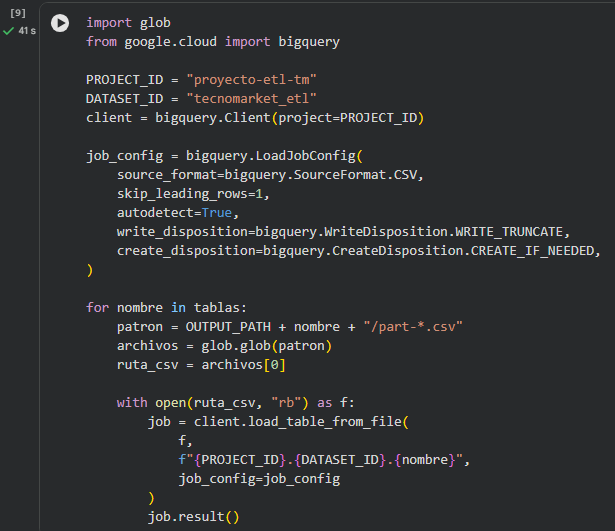 [9]
41 s
import glob
from google.cloud import bigquery
PROJECT_ID = "proyecto-etl-tm"
DATASET_ID = "tecnomarket_etl"
client = bigquery.Client(project=PROJECT_ID)
job_config = bigquery.LoadJobConfig(
    source_format=bigquery.SourceFormat.CSV,
    skip_leading_rows=1,
    autodetect=True,
    write_disposition=bigquery.WriteDisposition.WRITE_TRUNCATE,
    create_disposition=bigquery.CreateDisposition.CREATE_IF_NEEDED,
)
for nombre in tablas:
    patron = OUTPUT_PATH + nombre + "/part-*.csv"
    archivos = glob.glob(patron)
    ruta_csv = archivos[0]
    with open(ruta_csv, "rb") as f:
        job = client.load_table_from_file(
            f,
            f"{PROJECT_ID}.{DATASET_ID}.{nombre}",
            job_config=job_config
        )
        job.result()